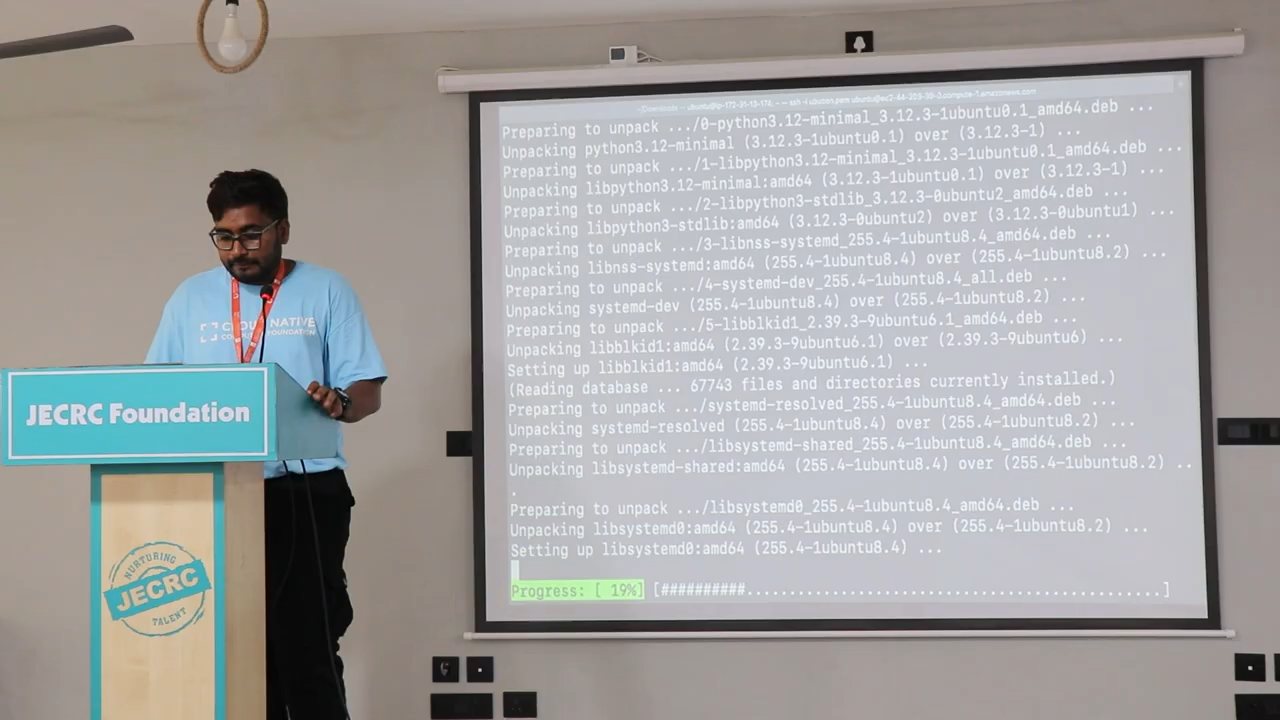 Preparing to unpack .../0-python3.12-minimal_3.12.3-1ubuntu0.1_amd64.deb ...
Unpacking python3.12-minimal (3.12.3-1ubuntu0.1) over (3.12.3-1) ...
Preparing to unpack .../1-libpython3.12-minimal_3.12.3-1ubuntu0.1_amd64.deb ...
Unpacking libpython3.12-minimal:amd64 (3.12.3-1ubuntu0.1) over (3.12.3-1) ...
Preparing to unpack .../2-libpython3-stdlib_3.12.3-0ubuntu2_amd64.deb ...
Unpacking libpython3-stdlib:amd64 (3.12.3-0ubuntu2) over (3.12.3-0ubuntu1) ...
Preparing to unpack .../3-libnss-systemd_255.4-1ubuntu8.4_amd64.deb ...
Unpacking libnss-systemd:amd64 (255.4-1ubuntu8.4) over (255.4-1ubuntu8.2) ...
Preparing to unpack .../4-systemd-dev_255.4-1ubuntu8.4_all.deb ...
Unpacking systemd-dev (255.4-1ubuntu8.4) over (255.4-1ubuntu8.2) ...
Preparing to unpack .../5-libblkid1_2.39.3-9ubuntu6.1_amd64.deb ...
Unpacking libblkid1:amd64 (2.39.3-9ubuntu6.1) over (2.39.3-9ubuntu6) ...
Setting up libblkid1:amd64 (2.39.3-9ubuntu6.1) ...
(Reading database ... 67743 files and directories currently installed.)
Preparing to unpack .../systemd-resolved_255.4-1ubuntu8.4_amd64.deb ...
Unpacking systemd-resolved (255.4-1ubuntu8.4) over (255.4-1ubuntu8.2) ...
Preparing to unpack .../libsystemd-shared_255.4-1ubuntu8.4_amd64.deb ...
Unpacking libsystemd-shared:amd64 (255.4-1ubuntu8.4) over (255.4-1ubuntu8.2) ..
.
Preparing to unpack .../libsystemd0_255.4-1ubuntu8.4_amd64.deb ...
Unpacking libsystemd0:amd64 (255.4-1ubuntu8.4) over (255.4-1ubuntu8.2) ...
Setting up libsystemd0:amd64 (255.4-1ubuntu8.4) ...
Progress: [ 19%] [##########..................................................]
NATIVE
FOUNDATION
JECRC Foundation
NURTURING
JECRC
TALENT